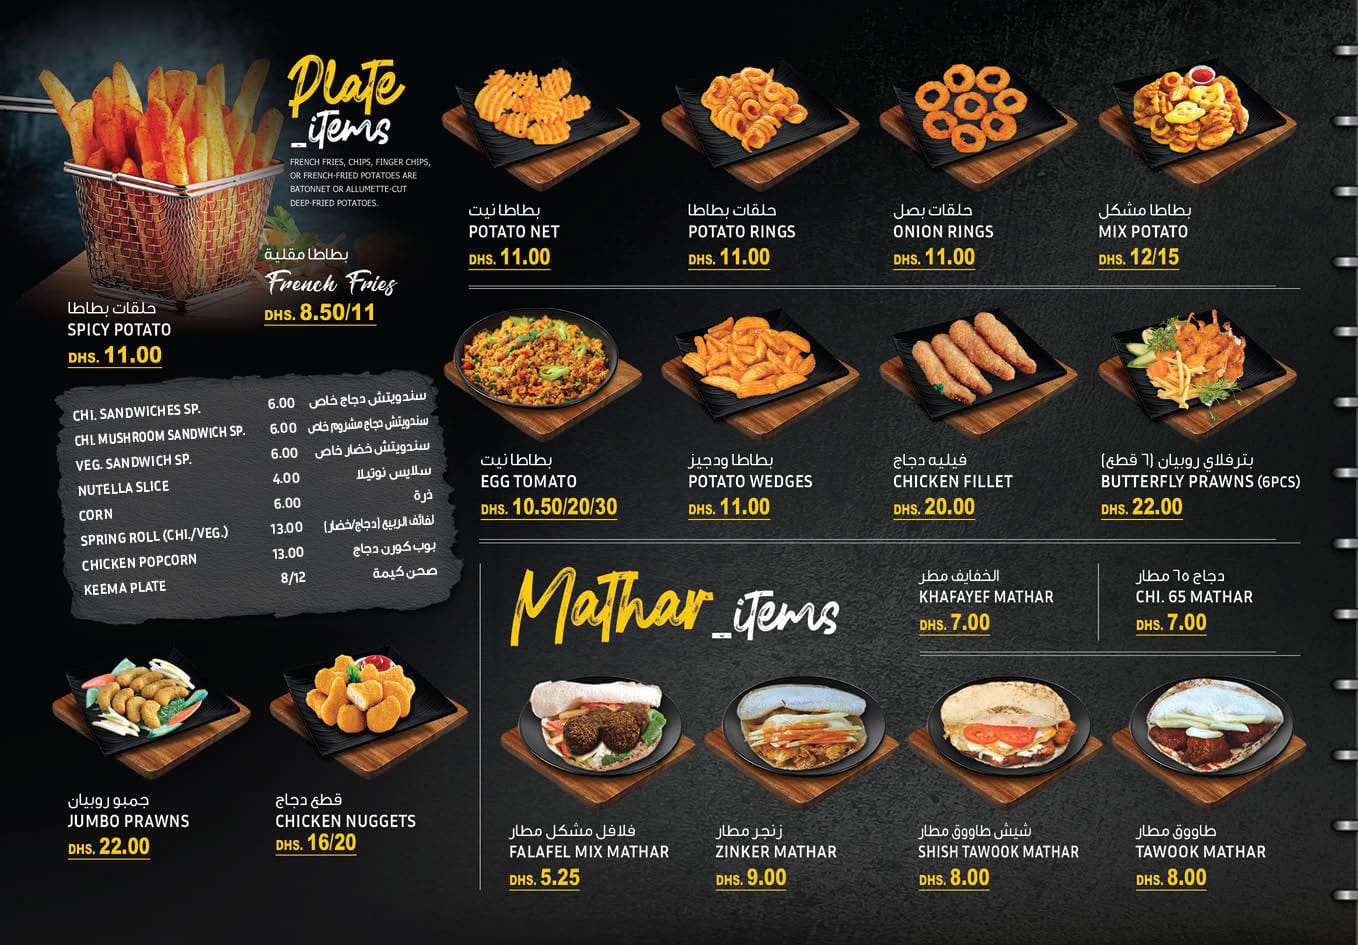 Plate
_items
FRENCH FRIES, CHIPS, FINGER CHIPS,
OR FRENCH-FRIED POTATOES ARE
BATONNET OR ALLUMETTE-CUT
DEEP-FRIED POTATOES.
بطاطا مقلية
French Fries
DHS. 8.50/11
حلقات بطاطا
SPICY POTATO
DHS. 11.00
بطاطا نيت
POTATO NET
DHS. 11.00
حلقات بطاطا
POTATO RINGS
DHS. 11.00
حلقات بصل
ONION RINGS
DHS. 11.00
بطاطا مشكل
MIX POTATO
DHS. 12/15
بطاطا نيت
EGG TOMATO
DHS. 10.50/20/30
بطاطا ودجيز
POTATO WEDGES
DHS. 11.00
فيليه دجاج
CHICKEN FILLET
DHS. 20.00
بترفلاي روبيان (٦ قطع)
BUTTERFLY PRAWNS (6PCS)
DHS. 22.00
CHI. SANDWICHES SP. 6.00 سندويتش دجاج خاص
CHI. MUSHROOM SANDWICH SP. 6.00 سندويتش دجاج مشروم خاص
VEG. SANDWICH SP. 6.00 سندويتش خضار خاص
NUTELLA SLICE 4.00 سلايس نوتيلا
CORN 6.00 ذرة
SPRING ROLL (CHI./VEG.) 13.00 لفائف الربيع (دجاج/خضار)
CHICKEN POPCORN 13.00 بوب كورن دجاج
KEEMA PLATE 8/12 صحن كيمة
جمبو روبيان
JUMBO PRAWNS
DHS. 22.00
قطع دجاج
CHICKEN NUGGETS
DHS. 16/20
Mathar_items
الخفايف مطر
KHAFAYEF MATHAR
DHS. 7.00
دجاج ٦٥ مطار
CHI. 65 MATHAR
DHS. 7.00
فلافل مشكل مطار
FALAFEL MIX MATHAR
DHS. 5.25
زنجر مطار
ZINKER MATHAR
DHS. 9.00
شيش طاووق مطار
SHISH TAWOOK MATHAR
DHS. 8.00
طاووق مطار
TAWOOK MATHAR
DHS. 8.00